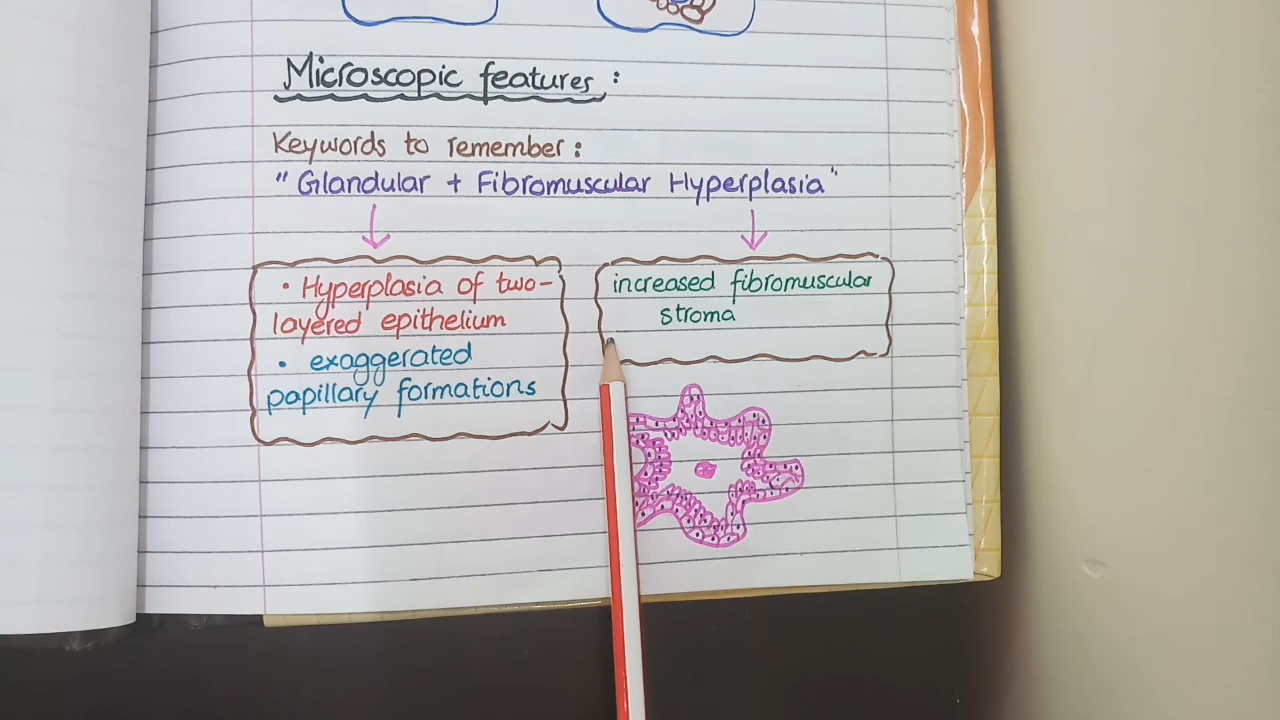 Microscopic features :
Keywords to remember :
" Glandular + Fibromuscular Hyperplasia "
• Hyperplasia of two-
layered epithelium
• exaggerated
papillary formations
increased fibromuscular
stroma